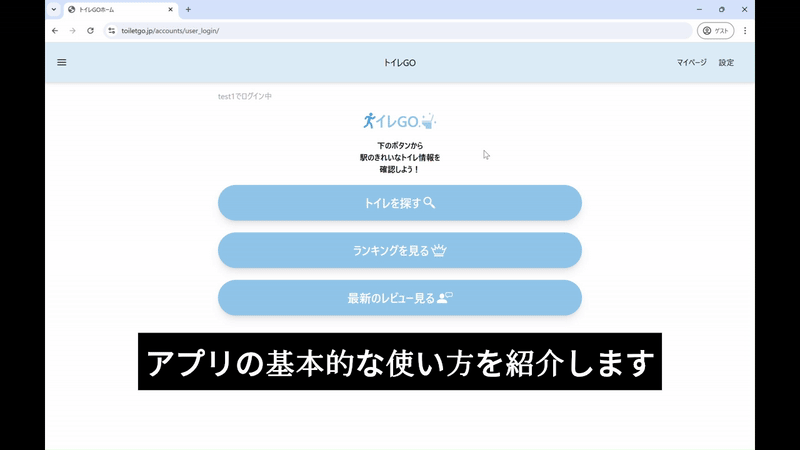 トイレGOホーム
toiletgo.jp/accounts/user_login/
ゲスト
トイレGO
マイページ
設定
test1でログイン中
トイレGO.
下のボタンから
駅のきれいなトイレ情報を
確認しよう！
トイレを探す
ランキングを見る
最新のレビュー見る
アプリの基本的な使い方を紹介します